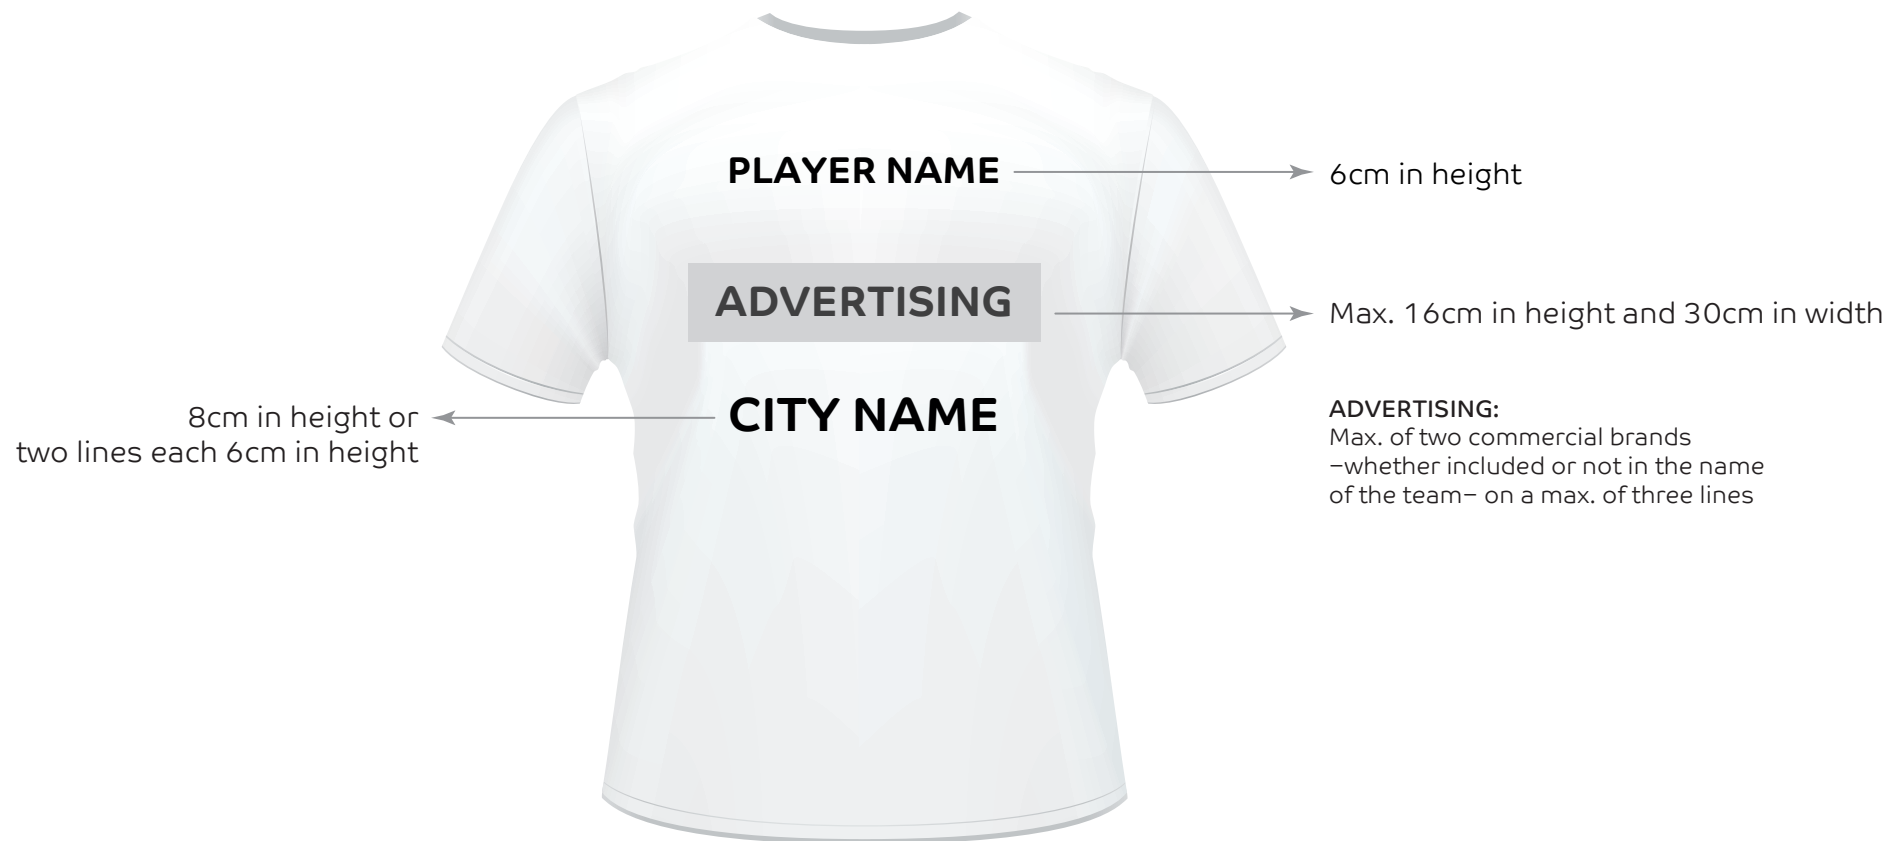 PLAYER NAME
6cm in height
ADVERTISING
Max. 16cm in height and 30cm in width
8cm in height or
two lines each 6cm in height
CITY NAME
ADVERTISING:
Max. of two commercial brands
–whether included or not in the name
of the team– on a max. of three lines